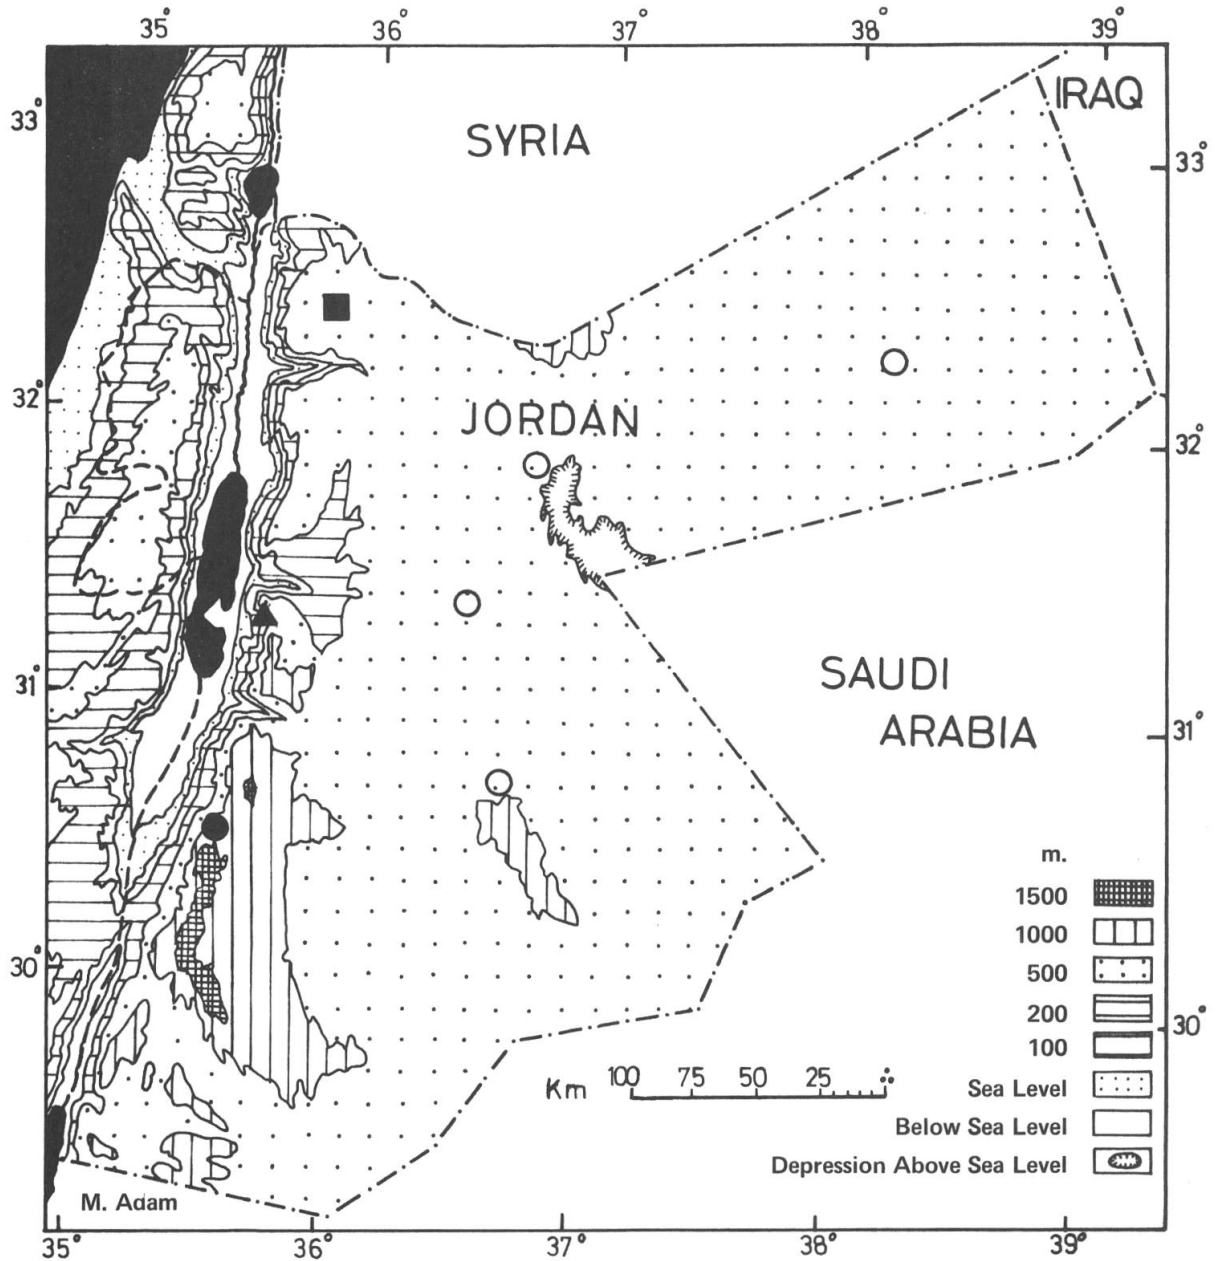 35° 36° 37° 38° 39°
33°
IRAQ
SYRIA
33°
32°
JORDAN
32°
31°
SAUDI
ARABIA
31°
m.
1500
1000
30°
500
200
30°
100
Km 100 75 50 25
Sea Level
Below Sea Level
Depression Above Sea Level
M. Adam
35° 36° 37° 38° 39°